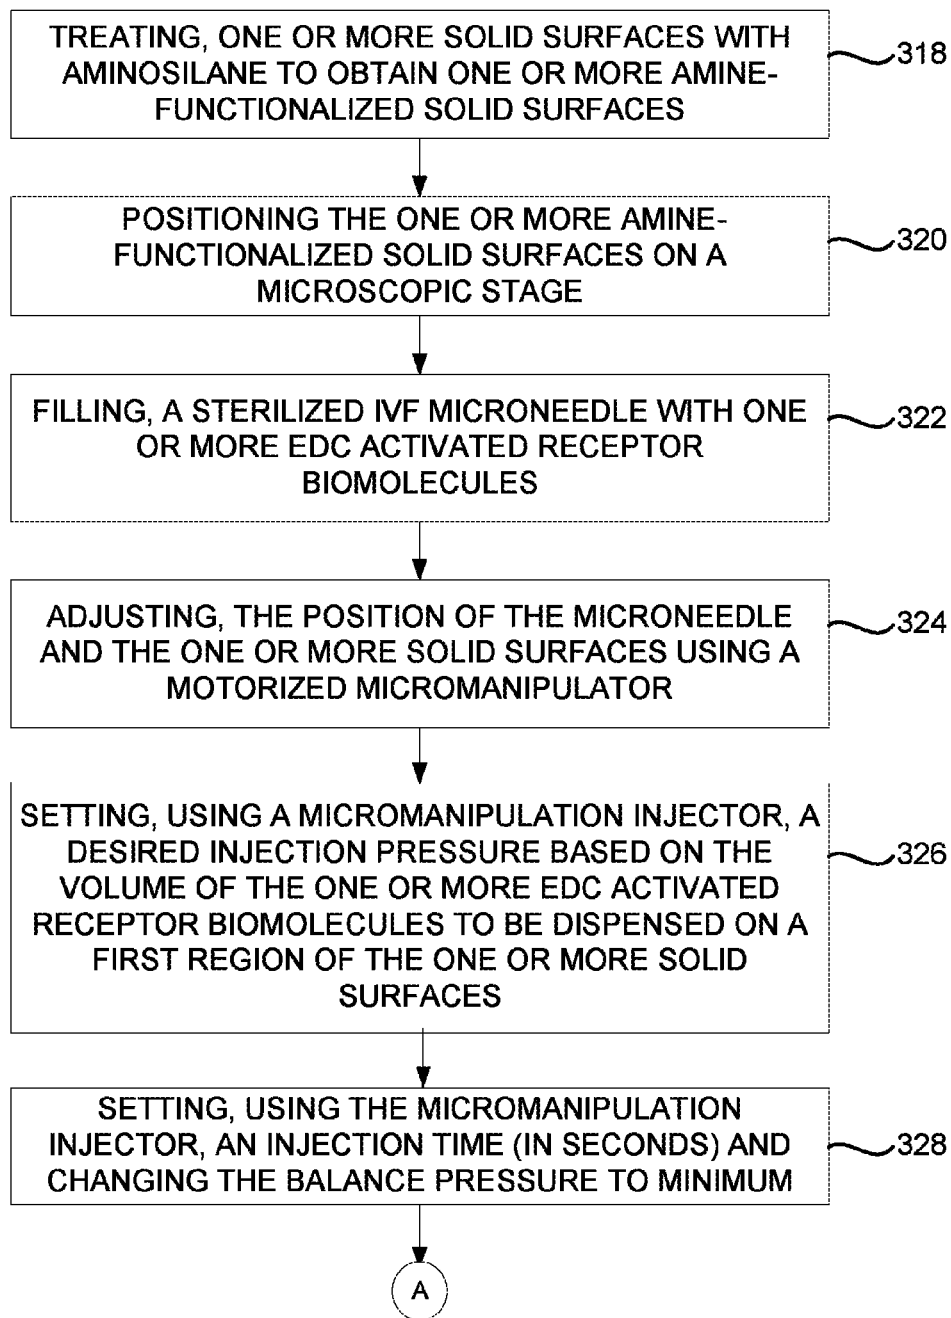 TREATING, ONE OR MORE SOLID SURFACES WITH
AMINOSILANE TO OBTAIN ONE OR MORE AMINE-
FUNCTIONALIZED SOLID SURFACES
318
POSITIONING THE ONE OR MORE AMINE-
FUNCTIONALIZED SOLID SURFACES ON A
MICROSCOPIC STAGE
320
FILLING, A STERILIZED IVF MICRONEEDLE WITH ONE
OR MORE EDC ACTIVATED RECEPTOR
BIOMOLECULES
322
ADJUSTING, THE POSITION OF THE MICRONEEDLE
AND THE ONE OR MORE SOLID SURFACES USING A
MOTORIZED MICROMANIPULATOR
324
SETTING, USING A MICROMANIPULATION INJECTOR, A
DESIRED INJECTION PRESSURE BASED ON THE
VOLUME OF THE ONE OR MORE EDC ACTIVATED
RECEPTOR BIOMOLECULES TO BE DISPENSED ON A
FIRST REGION OF THE ONE OR MORE SOLID
SURFACES
326
SETTING, USING THE MICROMANIPULATION
INJECTOR, AN INJECTION TIME (IN SECONDS) AND
CHANGING THE BALANCE PRESSURE TO MINIMUM
328
A